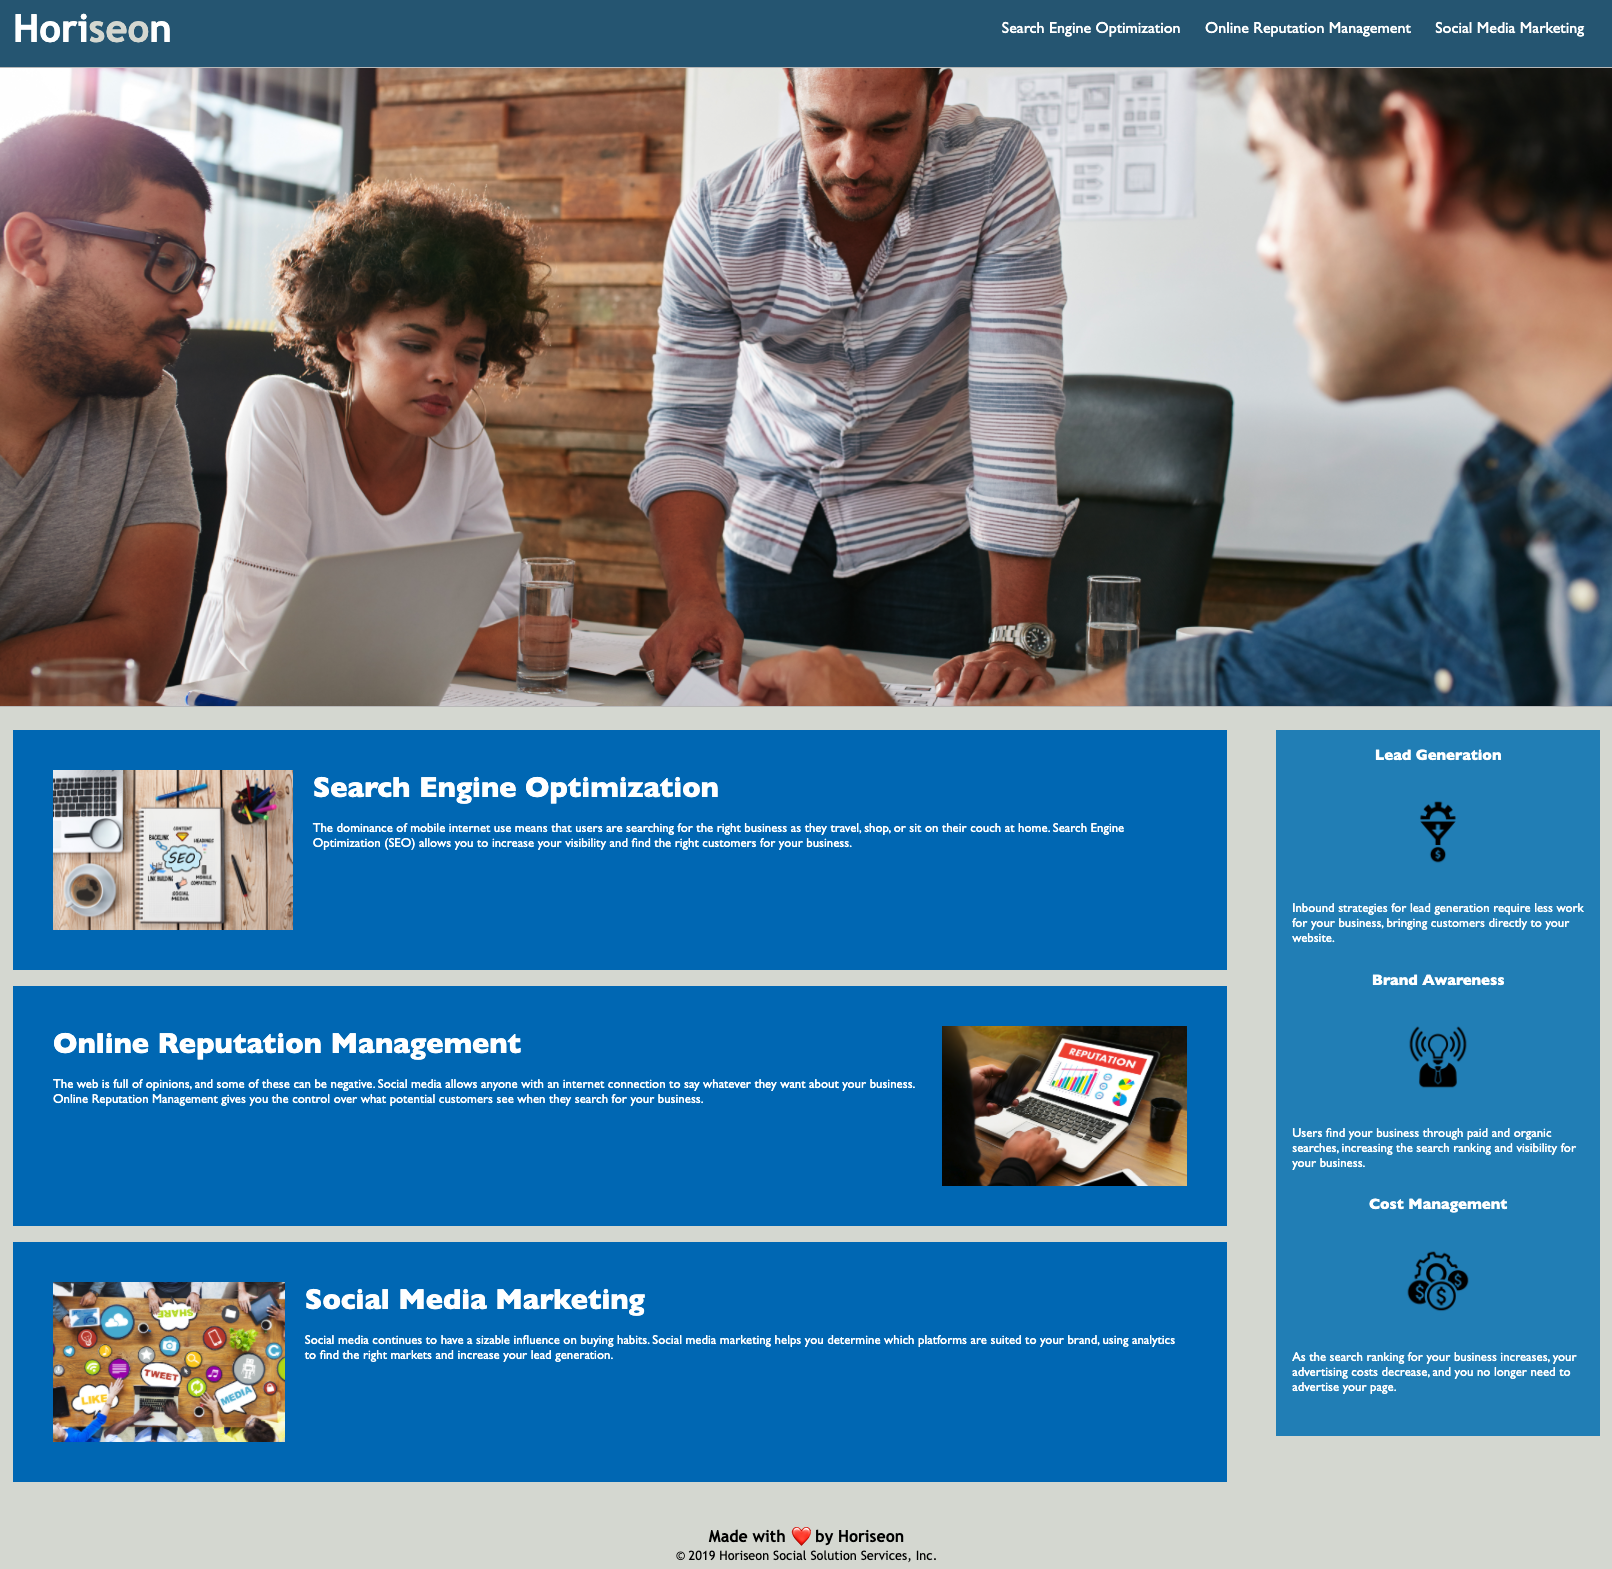 Horiseon
Search Engine Optimization Online Reputation Management Social Media Marketing
CONTENT
BACKLINK
HEADINGS
SEO
LINK BUILDING
MOBILE
COMPATIBILITY
SOCIAL
MEDIA
Search Engine Optimization
The dominance of mobile internet use means that users are searching for the right business as they travel, shop, or sit on their couch at home. Search Engine
Optimization (SEO) allows you to increase your visibility and find the right customers for your business.
Online Reputation Management
The web is full of opinions, and some of these can be negative. Social media allows anyone with an internet connection to say whatever they want about your business.
Online Reputation Management gives you the control over what potential customers see when they search for your business.
REPUTATION
SHARE
TWEET
LIKE
MEDIA
Social Media Marketing
Social media continues to have a sizable influence on buying habits. Social media marketing helps you determine which platforms are suited to your brand, using analytics
to find the right markets and increase your lead generation.
Lead Generation
$
Inbound strategies for lead generation require less work
for your business, bringing customers directly to your
website.
Brand Awareness
Users find your business through paid and organic
searches, increasing the search ranking and visibility for
your business.
Cost Management
$ $ $
As the search ranking for your business increases, your
advertising costs decrease, and you no longer need to
advertise your page.
Made with ❤️ by Horiseon
© 2019 Horiseon Social Solution Services, Inc.